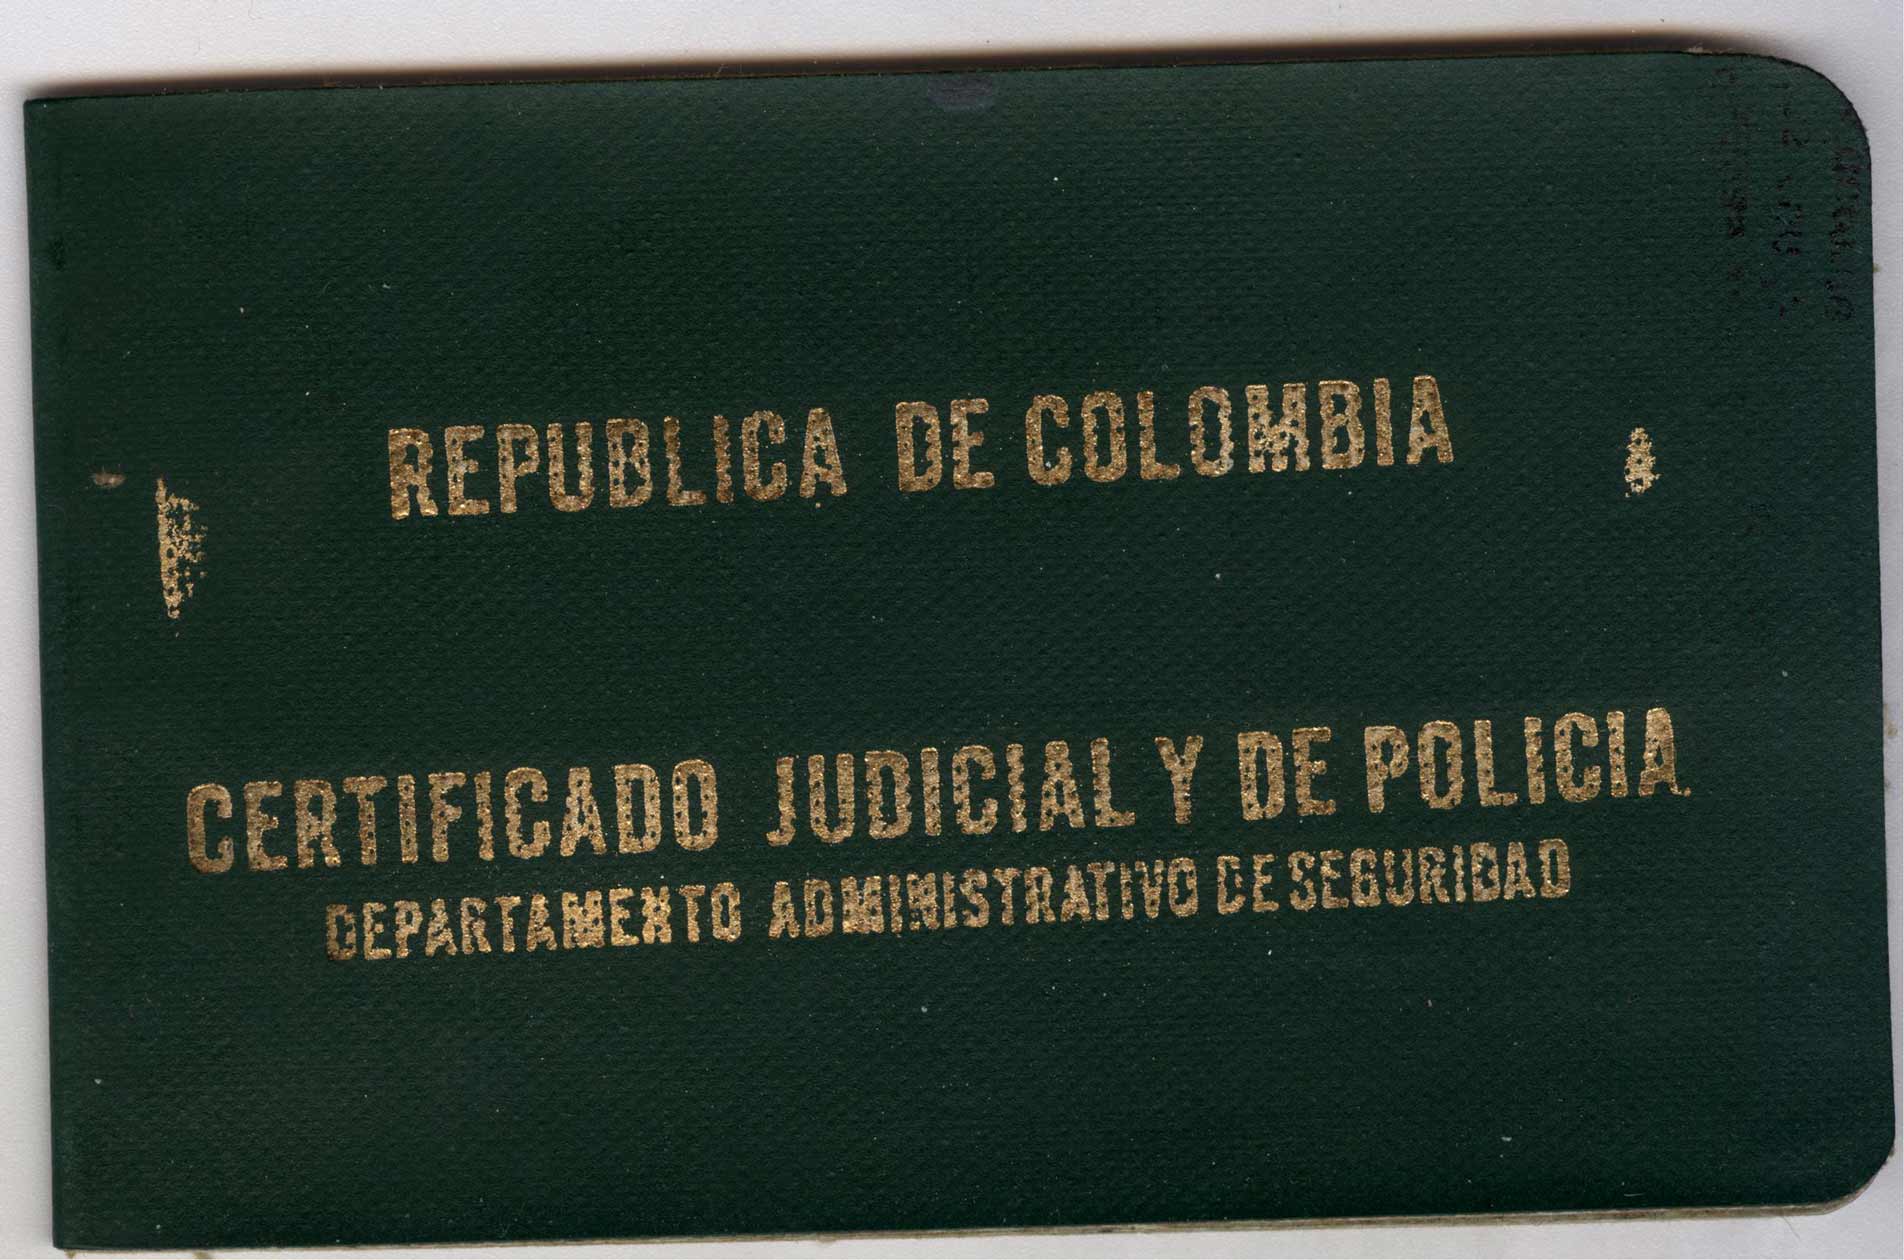 REPUBLICA DE COLOMBIA
CERTIFICADO JUDICIAL Y DE POLICIA
DEPARTAMENTO ADMINISTRATIVO DE SEGURIDAD